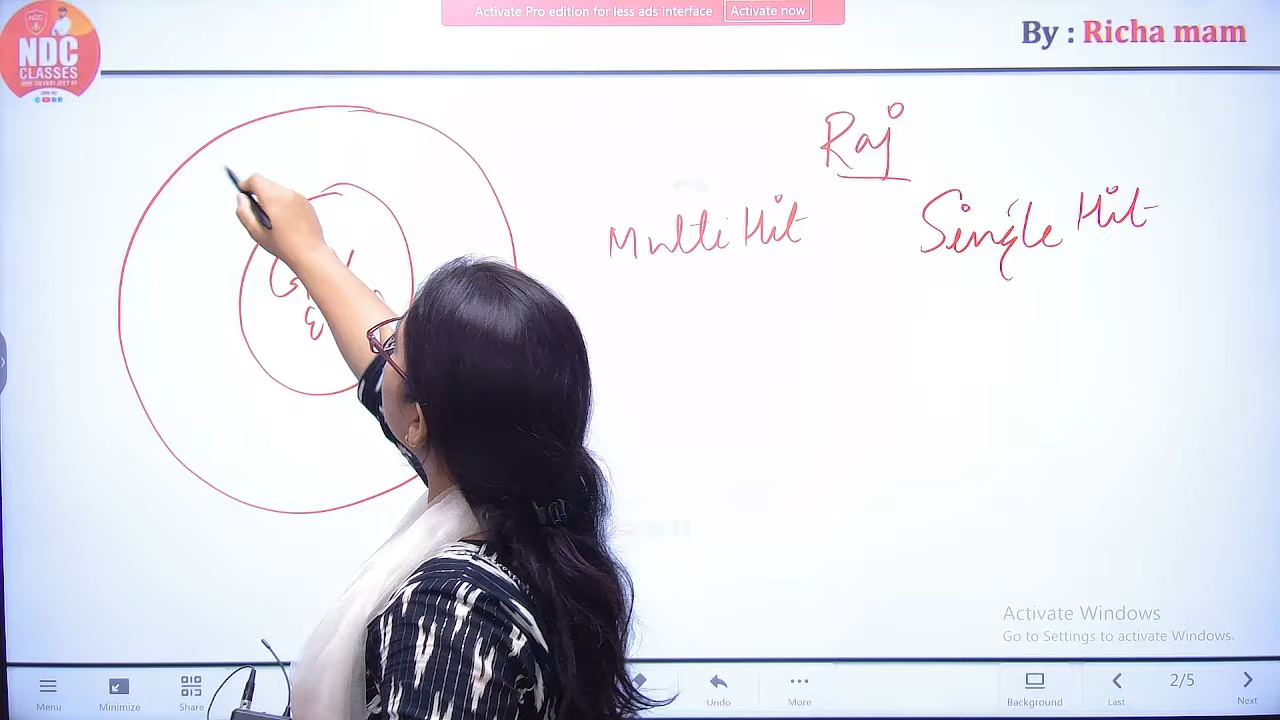 Activate Pro edition for less ads interface Activate now
By : Richa mam
NDC
CLASSES
Raj
Multi Hit
Single Hit
Activate Windows
Go to Settings to activate Windows.
Menu
Minimize
Share
Undo
More
Background
Last
2/5
Next